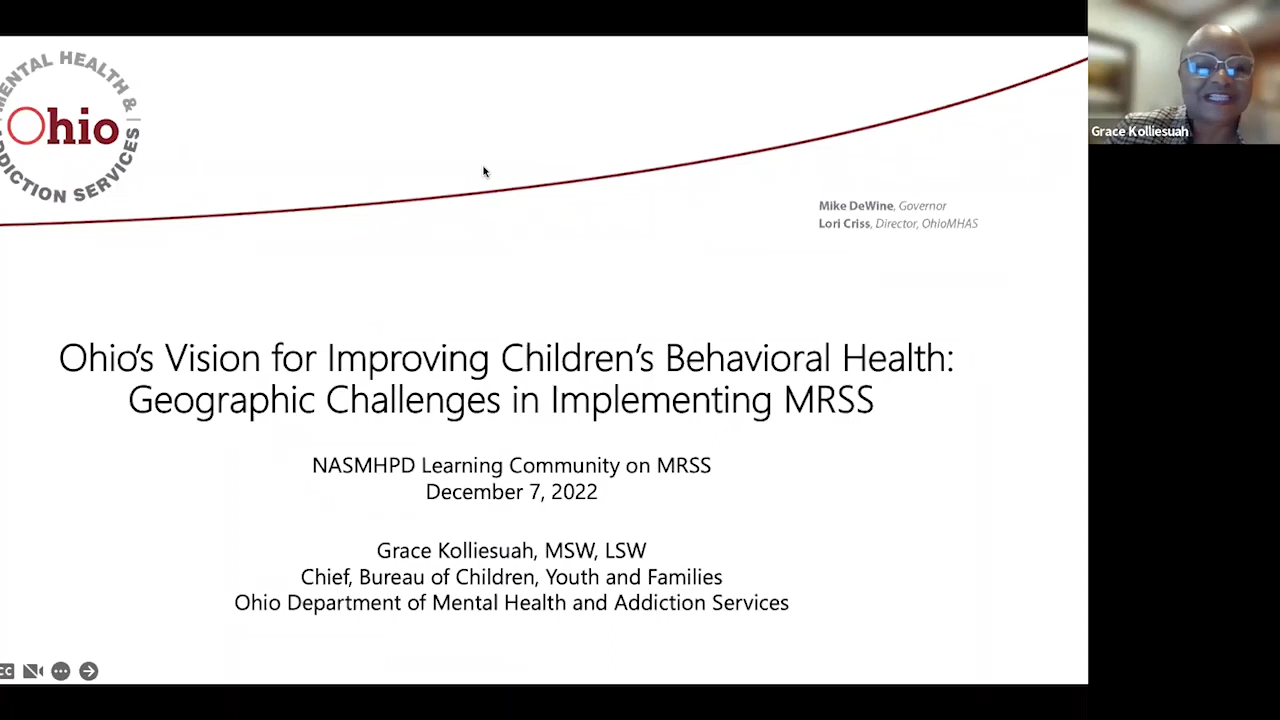 MENTAL HEALTH &
Ohio
ADDICTION SERVICES
Grace Kolliesuah
Mike DeWine, Governor
Lori Criss, Director, OhioMHAS
Ohio's Vision for Improving Children's Behavioral Health:
Geographic Challenges in Implementing MRSS
NASMHPD Learning Community on MRSS
December 7, 2022
Grace Kolliesuah, MSW, LSW
Chief, Bureau of Children, Youth and Families
Ohio Department of Mental Health and Addiction Services
CC